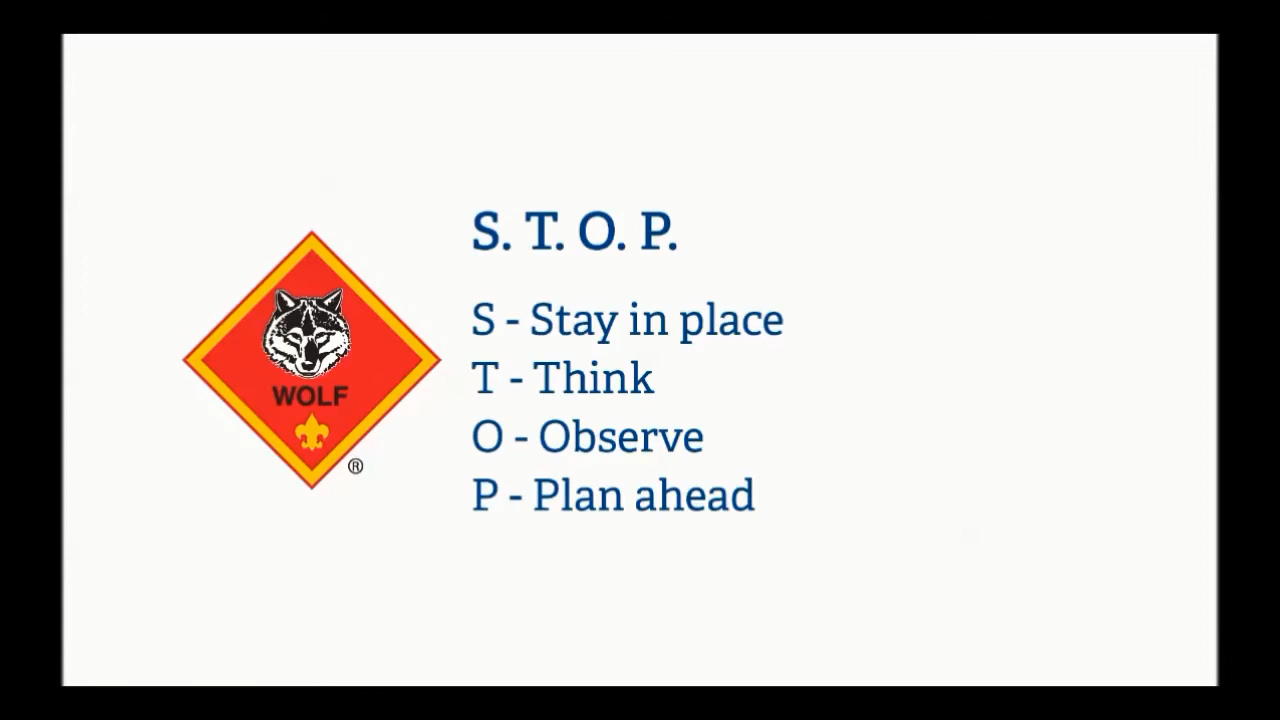 S. T. O. P.
S - Stay in place
T - Think
O - Observe
P - Plan ahead
WOLF
®